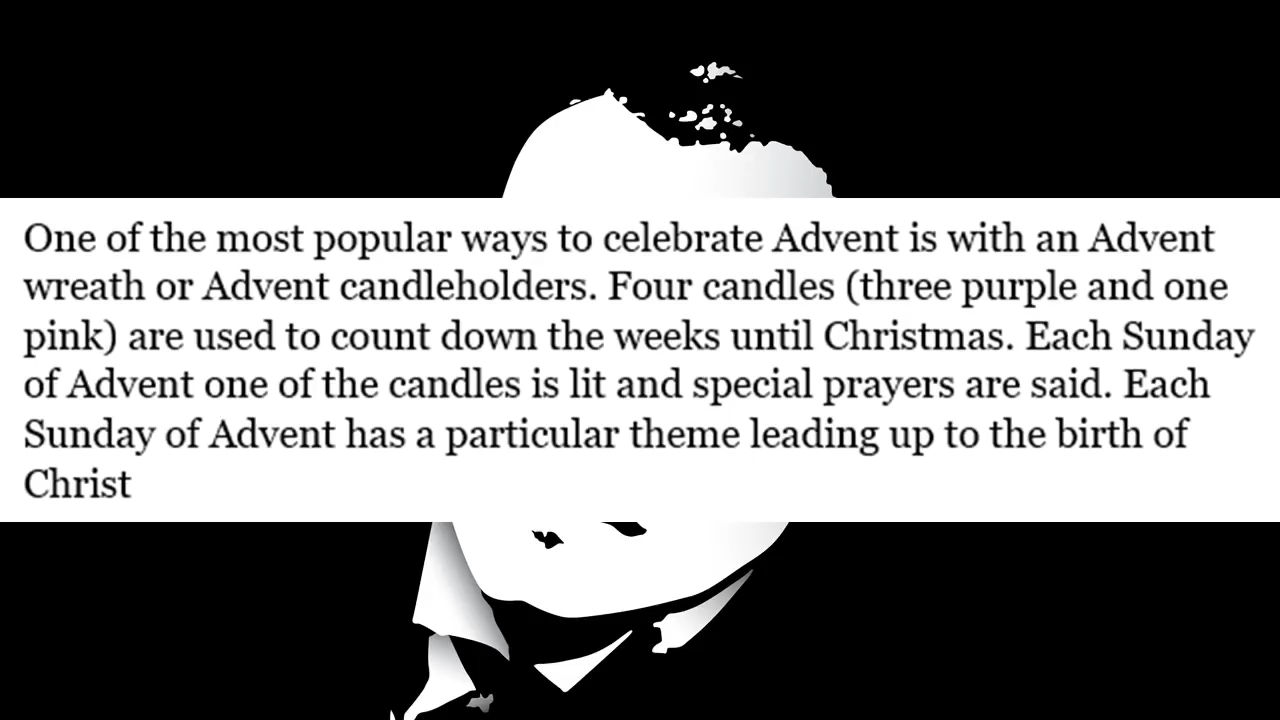 One of the most popular ways to celebrate Advent is with an Advent
wreath or Advent candleholders. Four candles (three purple and one
pink) are used to count down the weeks until Christmas. Each Sunday
of Advent one of the candles is lit and special prayers are said. Each
Sunday of Advent has a particular theme leading up to the birth of
Christ